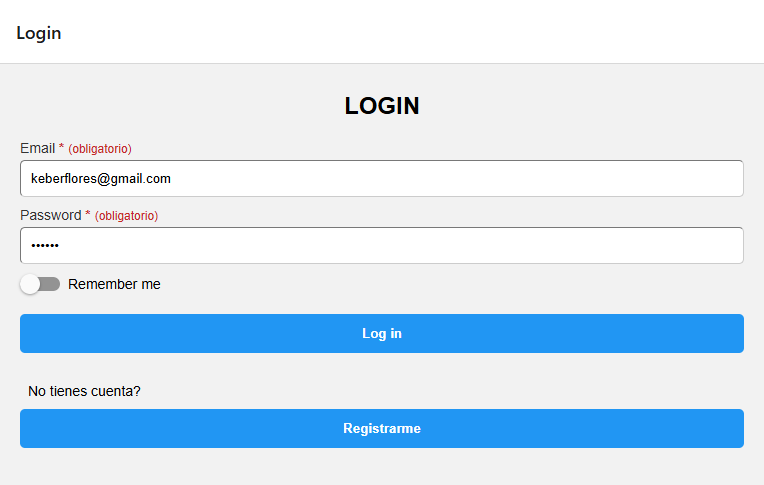 Login
LOGIN
Email * (obligatorio)
keberflores@gmail.com
Password * (obligatorio)
••••••
Remember me
Log in
No tienes cuenta?
Registrarme